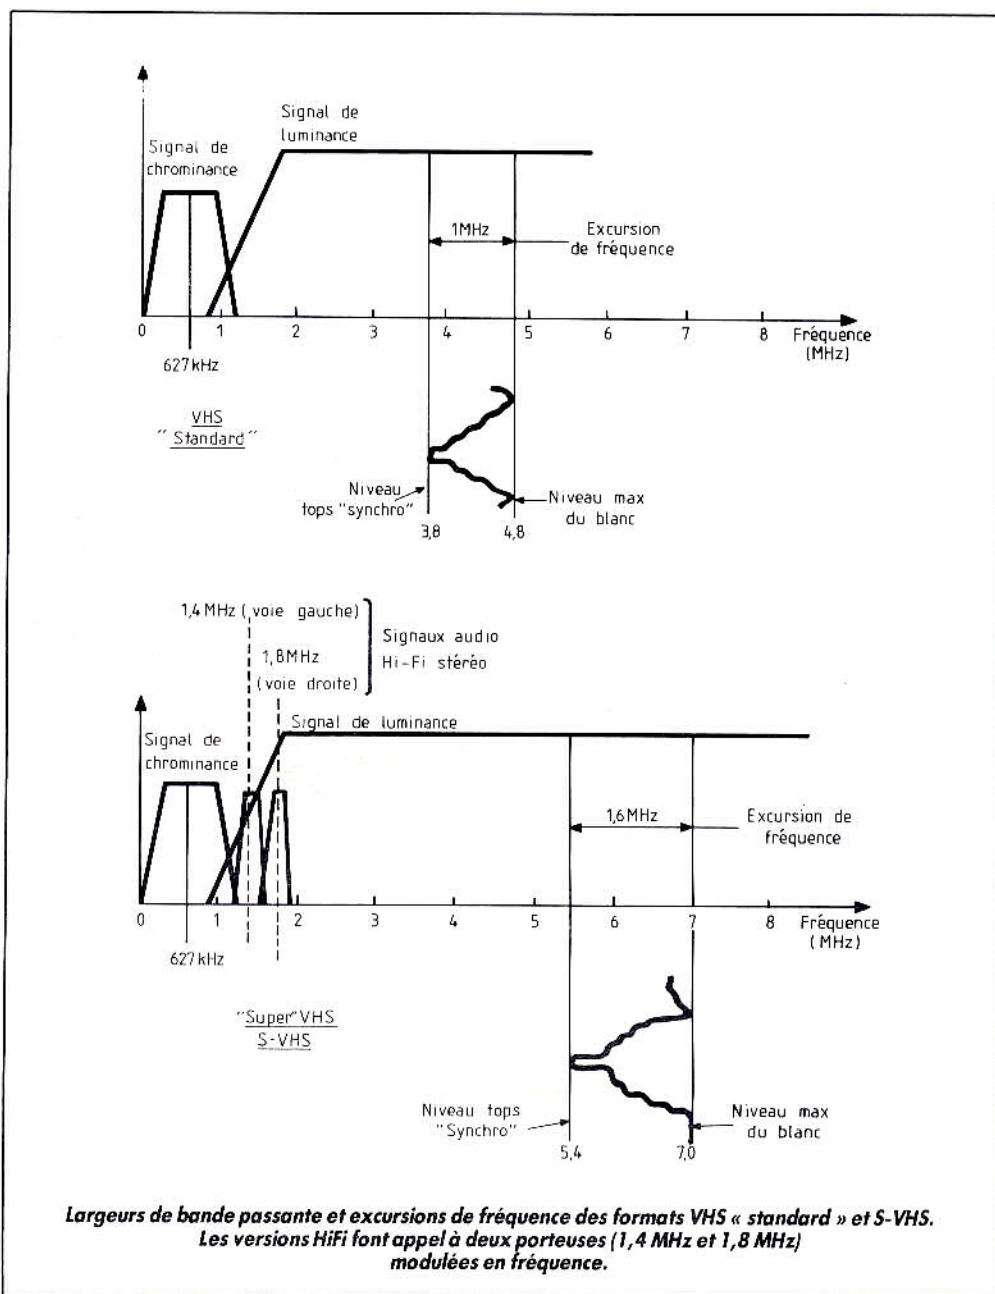 Signal de
luminance
Signal de
chrominance
1MHz
Excursion
de fréquence
0 1 2 3 4 5 6 7 8 Fréquence
(MHz)
627kHz
VHS
"Standard"
Niveau
tops "synchro"
Niveau max
du blanc
3,8 4,8
1,4MHz (voie gauche)
1,8MHz
(voie droite)
Signaux audio
Hi-Fi stéréo
Signal de luminance
Signal de
chrominance
1,6MHz
Excursion de
fréquence
0 1 2 3 4 5 6 7 8 Fréquence
(MHz)
627kHz
"Super"VHS
S-VHS
Niveau tops
"Synchro"
Niveau max
du blanc
5,4 7,0
Largeurs de bande passante et excursions de fréquence des formats VHS « standard » et S-VHS.
Les versions HiFi font appel à deux porteuses (1,4 MHz et 1,8 MHz)
modulées en fréquence.